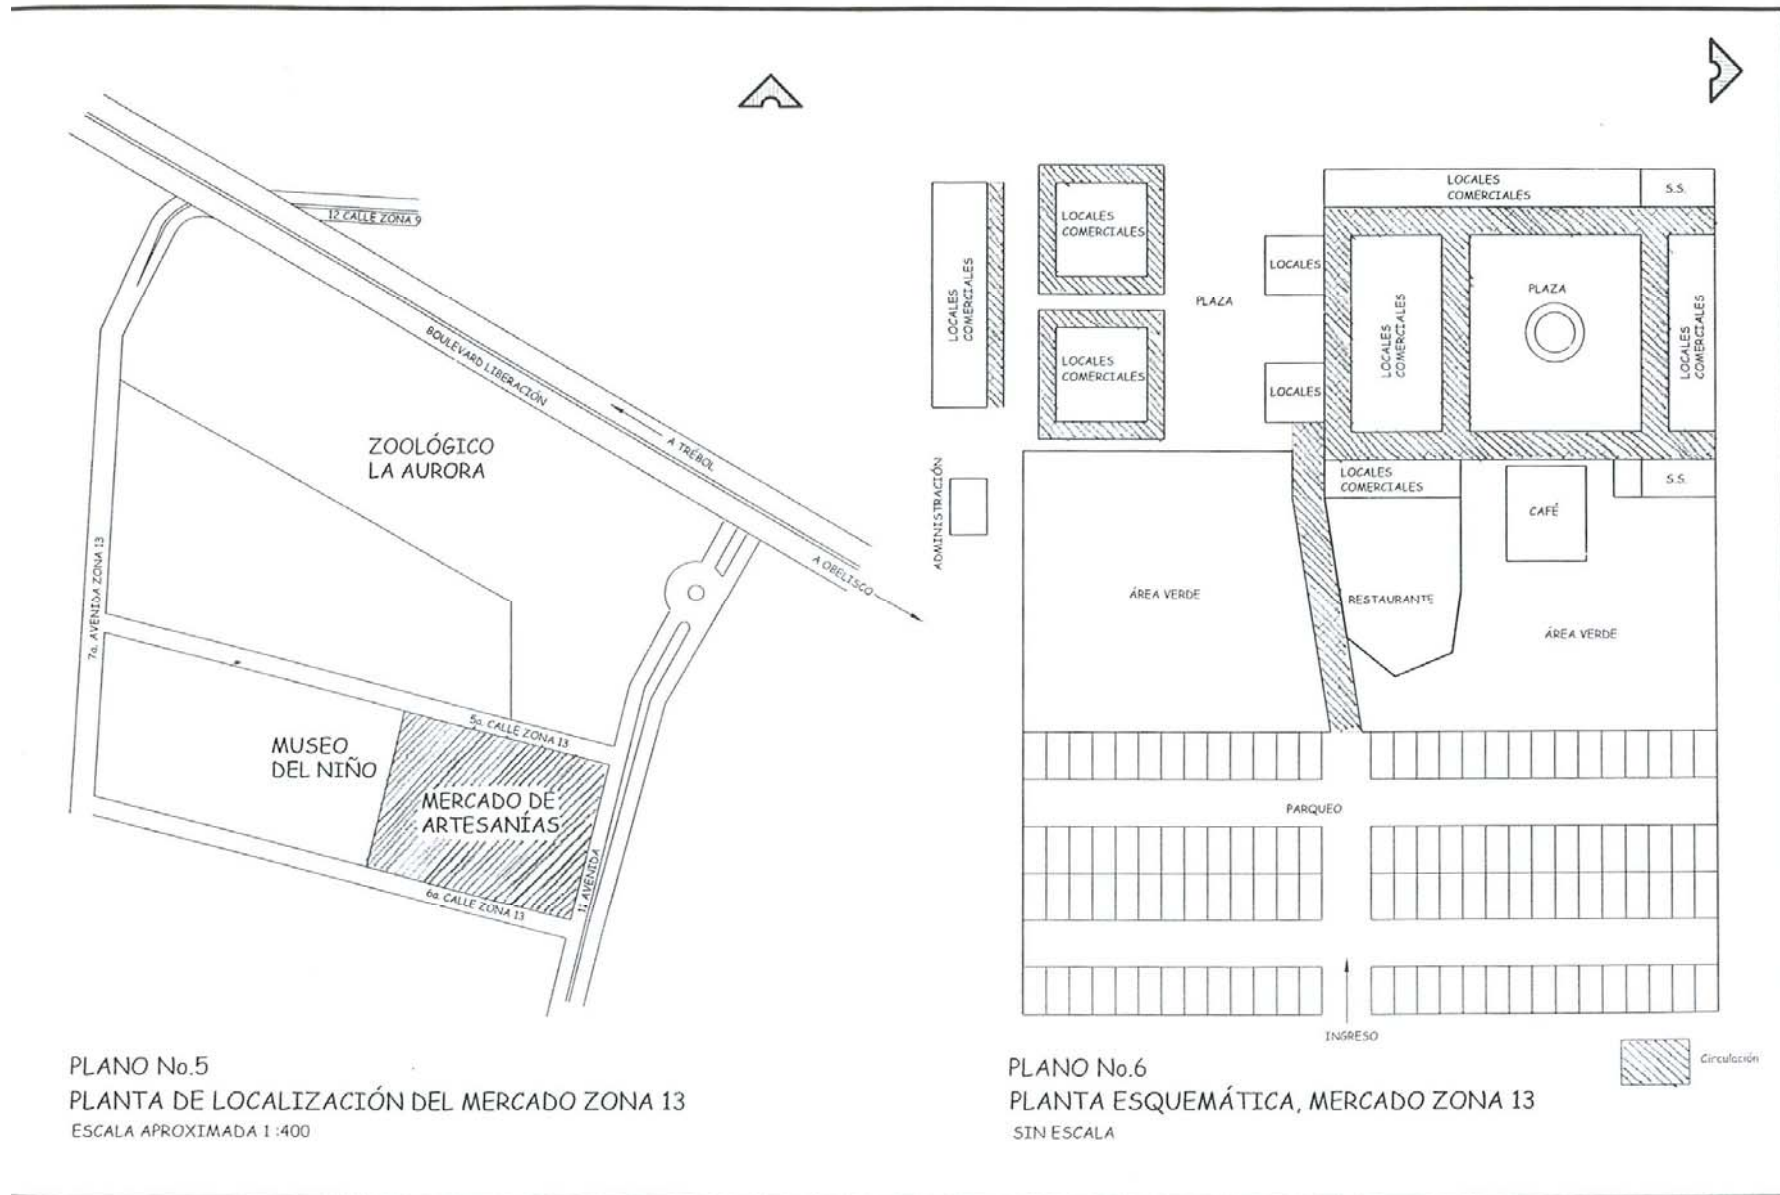 12 CALLE ZONA 9
BOULEVARD LIBERACIÓN
A TRÉBOL
A OBELISCO
ZOOLÓGICO
LA AURORA
7a. AVENIDA ZONA 13
5a. CALLE ZONA 13
MUSEO
DEL NIÑO
MERCADO DE
ARTESANÍAS
11 AVENIDA
6a. CALLE ZONA 13
PLANO No.5
PLANTA DE LOCALIZACIÓN DEL MERCADO ZONA 13
ESCALA APROXIMADA 1:400
LOCALES
COMERCIALES
LOCALES
COMERCIALES
LOCALES
COMERCIALES
PLAZA
LOCALES
LOCALES
LOCALES
COMERCIALES
S.S.
LOCALES
COMERCIALES
PLAZA
LOCALES
COMERCIALES
ADMINISTRACIÓN
LOCALES
COMERCIALES
S.S.
CAFÉ
ÁREA VERDE
RESTAURANTE
ÁREA VERDE
PARQUEO
INGRESO
Circulación
PLANO No.6
PLANTA ESQUEMÁTICA, MERCADO ZONA 13
SIN ESCALA